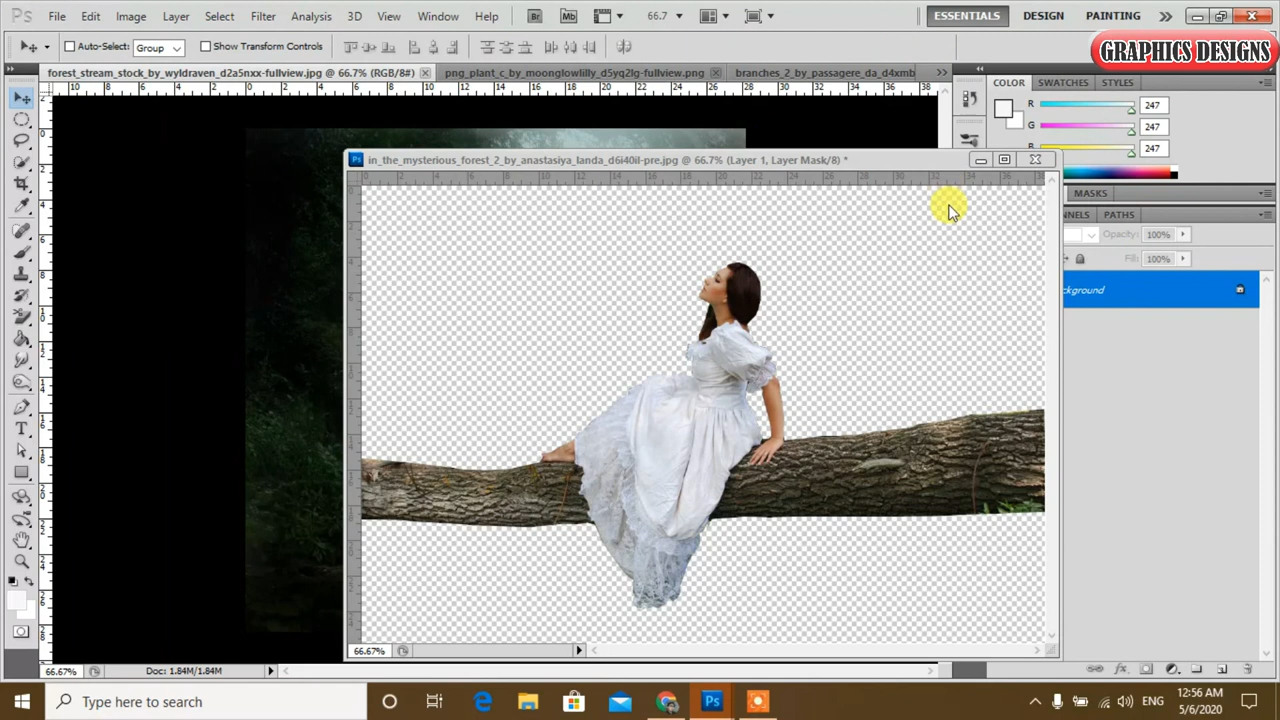 Ps File Edit Image Layer Select Filter Analysis 3D View Window Help Br Mb 66.7 ESSENTIALS DESIGN PAINTING
Auto-Select: Group Show Transform Controls
GRAPHICS DESIGNS
forest_stream_stock_by_wyldraven_d2a5nxx-fullview.jpg @ 66.7% (RGB/8#) png_plant_c_by_moonglowlilly_d5yq2lg-fullview.png branches_2_by_passagere_da_d4xmb
COLOR SWATCHES STYLES
R 247
G 247
B 247
in_the_mysterious_forest_2_by_anastasiya_landa_d6i40il-pre.jpg @ 66.7% (Layer 1, Layer Mask/8) *
MASKS
NNELS PATHS
Opacity: 100%
Fill: 100%
ckground
66.67%
66.67% Doc: 1.84M/1.84M
Type here to search
ENG
12:56 AM
5/6/2020